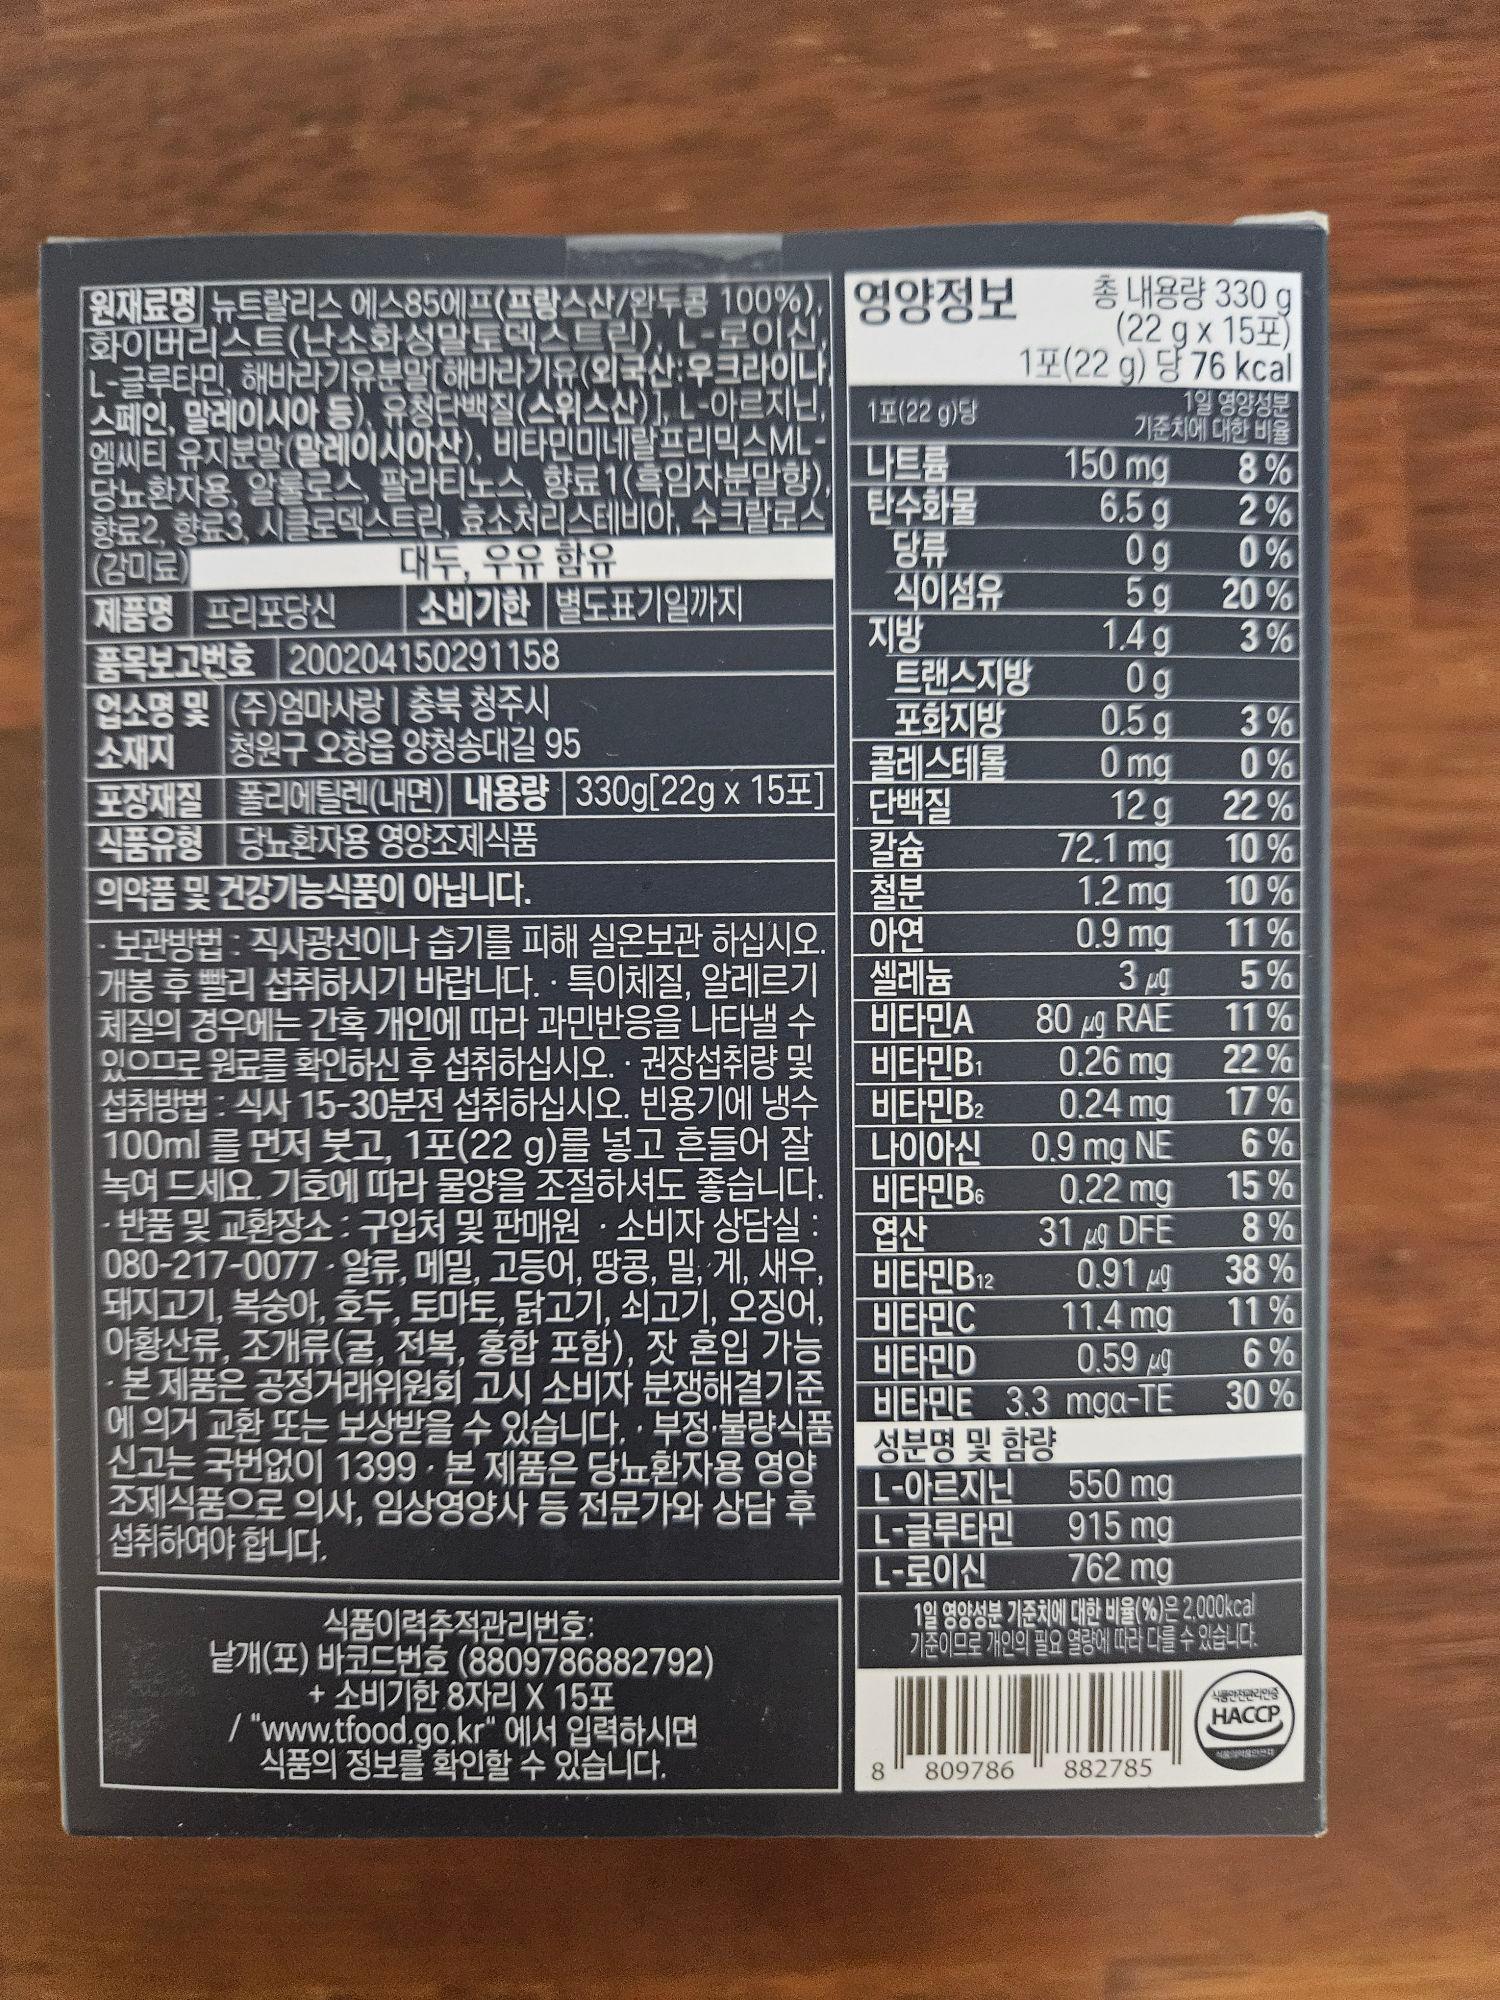 원재료명 뉴트랄리스 에스85에프(프랑스산/완두콩 100%),
화이버리스트(난소화성말토덱스트린), L-로이신,
L-글루타민, 해바라기유분말[해바라기유(외국산:우크라이나,
스페인, 말레이시아 등), 유청단백질(스위스산)], L-아르지닌,
엠씨티 유지분말(말레이시아산), 비타민미네랄프리믹스ML-
당뇨환자용, 알룰로스, 팔라티노스, 향료1(흑임자분말향),
향료2, 향료3, 시클로덱스트린, 효소처리스테비아, 수크랄로스
(감미료) 대두, 우유 함유
제품명 프리포당신 소비기한 별도표기일까지
품목보고번호 200204150291158
업소명 및 (주)엄마사랑 | 충북 청주시
소재지 청원구 오창읍 양청송대길 95
포장재질 폴리에틸렌(내면) 내용량 330g[22g x 15포]
식품유형 당뇨환자용 영양조제식품
의약품 및 건강기능식품이 아닙니다.
· 보관방법 : 직사광선이나 습기를 피해 실온보관 하십시오.
개봉 후 빨리 섭취하시기 바랍니다. · 특이체질, 알레르기
체질의 경우에는 간혹 개인에 따라 과민반응을 나타낼 수
있으므로 원료를 확인하신 후 섭취하십시오. · 권장섭취량 및
섭취방법 : 식사 15-30분전 섭취하십시오. 빈용기에 냉수
100ml 를 먼저 붓고, 1포(22 g)를 넣고 흔들어 잘
녹여 드세요. 기호에 따라 물양을 조절하셔도 좋습니다.
· 반품 및 교환장소 : 구입처 및 판매원 · 소비자 상담실 :
080-217-0077 · 알류, 메밀, 고등어, 땅콩, 밀, 게, 새우,
돼지고기, 복숭아, 호두, 토마토, 닭고기, 쇠고기, 오징어,
아황산류, 조개류(굴, 전복, 홍합 포함), 잣 혼입 가능
· 본 제품은 공정거래위원회 고시 소비자 분쟁해결기준
에 의거 교환 또는 보상받을 수 있습니다. · 부정·불량식품
신고는 국번없이 1399 · 본 제품은 당뇨환자용 영양
조제식품으로 의사, 임상영양사 등 전문가와 상담 후
섭취하여야 합니다.
식품이력추적관리번호:
낱개(포) 바코드번호 (8809786882792)
+ 소비기한 8자리 X 15포
/ "www.tfood.go.kr" 에서 입력하시면
식품의 정보를 확인할 수 있습니다.
영양정보 총 내용량 330 g
(22 g x 15포)
1포(22 g) 당 76 kcal
1포(22 g)당 1일 영양성분
기준치에 대한 비율
나트륨 150 mg 8 %
탄수화물 6.5 g 2 %
당류 0 g 0 %
식이섬유 5 g 20 %
지방 1.4 g 3 %
트랜스지방 0 g
포화지방 0.5 g 3 %
콜레스테롤 0 mg 0 %
단백질 12 g 22 %
칼슘 72.1 mg 10 %
철분 1.2 mg 10 %
아연 0.9 mg 11 %
셀레늄 3 μg 5 %
비타민A 80 μg RAE 11 %
비타민B1 0.26 mg 22 %
비타민B2 0.24 mg 17 %
나이아신 0.9 mg NE 6 %
비타민B6 0.22 mg 15 %
엽산 31 μg DFE 8 %
비타민B12 0.91 μg 38 %
비타민C 11.4 mg 11 %
비타민D 0.59 μg 6 %
비타민E 3.3 mgα-TE 30 %
성분명 및 함량
L-아르지닌 550 mg
L-글루타민 915 mg
L-로이신 762 mg
1일 영양성분 기준치에 대한 비율(%)은 2,000kcal
기준이므로 개인의 필요 열량에 따라 다를 수 있습니다.
8 809786 882785
식품안전관리인증
HACCP